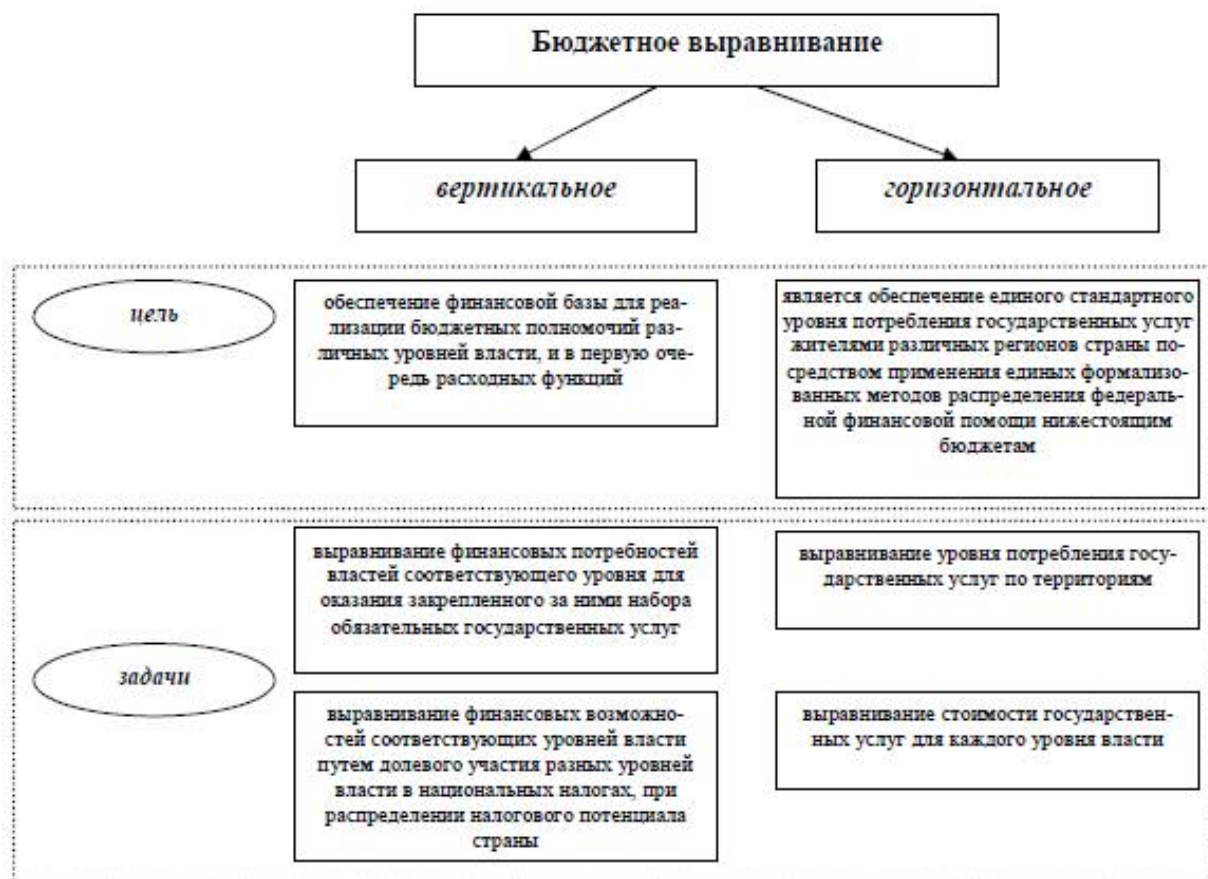 Бюджетное выравнивание
вертикальное
горизонтальное
цель
обеспечение финансовой базы для реа-
лизации бюджетных полномочий раз-
личных уровней власти, и в первую оче-
редь расходных функций
является обеспечение единого стандартного
уровня потребления государственных услуг
жителями различных регионов страны по-
средством применения единых формализо-
ванных методов распределения федераль-
ной финансовой помощи нижестоящим
бюджетам
задачи
выравнивание финансовых потребностей
властей соответствующего уровня для
оказания закрепленного за ними набора
обязательных государственных услуг
выравнивание уровня потребления госу-
дарственных услуг по территориям
выравнивание финансовых возможно-
стей соответствующих уровней власти
путем долевого участия разных уровней
власти в национальных налогах, при
распределении налогового потенциала
страны
выравнивание стоимости государствен-
ных услуг для каждого уровня власти